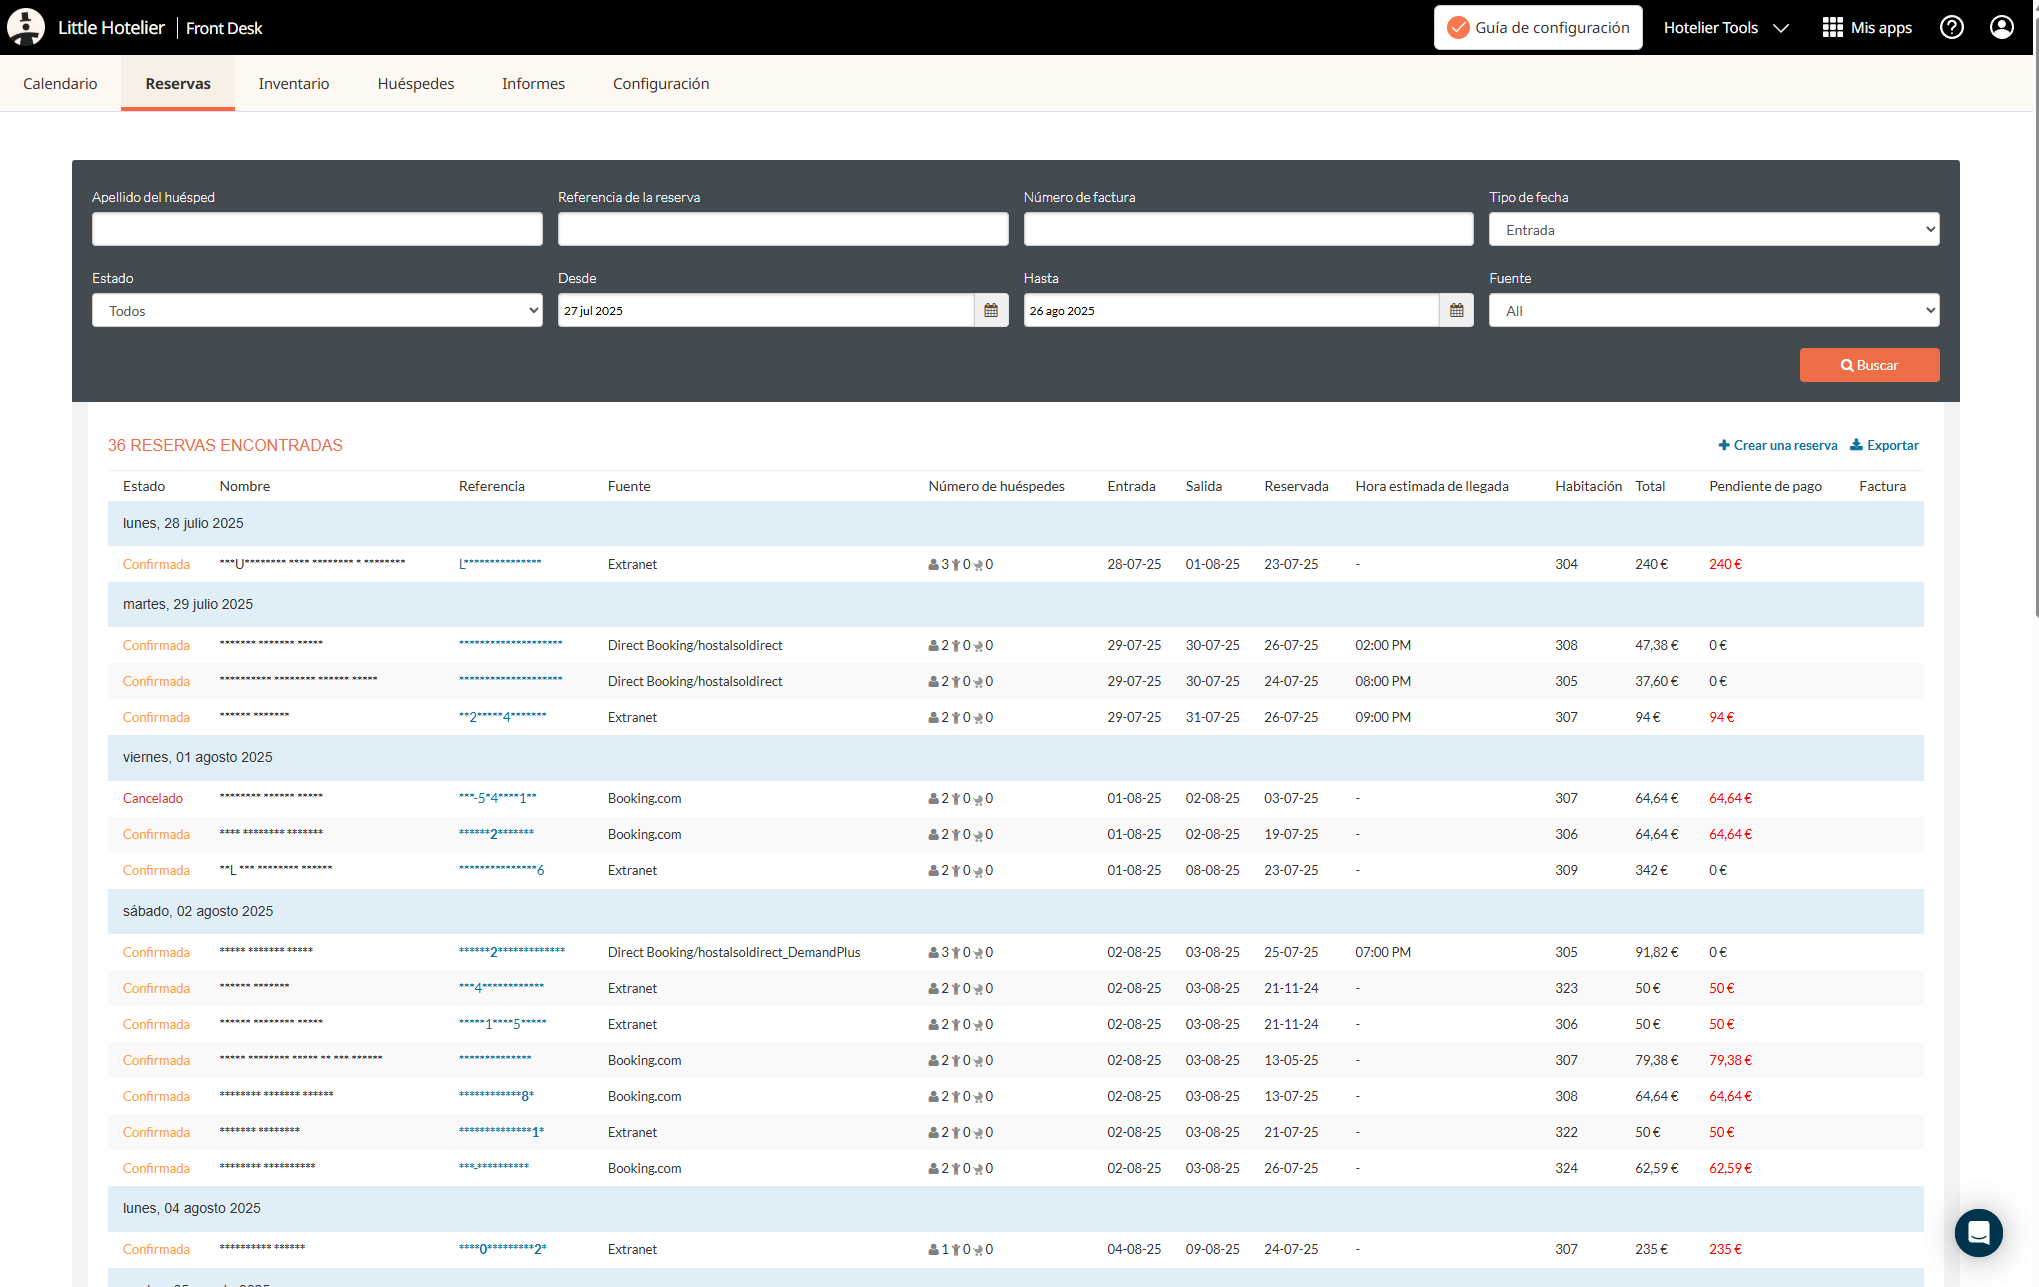 Little Hotelier | Front Desk
Guía de configuración
Hotelier Tools
Mis apps
Calendario Reservas Inventario Huéspedes Informes Configuración
Apellido del huésped Referencia de la reserva Número de factura Tipo de fecha
Entrada
Estado Desde Hasta Fuente
Todos 27 jul 2025 26 ago 2025 All
Buscar
36 RESERVAS ENCONTRADAS
Crear una reserva Exportar
Estado Nombre Referencia Fuente Número de huéspedes Entrada Salida Reservada Hora estimada de llegada Habitación Total Pendiente de pago Factura
lunes, 28 julio 2025
Confirmada ***U******** **** ******** * ******** L*************** Extranet 3 0 0 28-07-25 01-08-25 23-07-25 - 304 240 € 240 €
martes, 29 julio 2025
Confirmada ******* ******* ***** ******************** Direct Booking/hostalsoldirect 2 0 0 29-07-25 30-07-25 26-07-25 02:00 PM 308 47,38 € 0 €
Confirmada ********** ******** ****** ***** ******************** Direct Booking/hostalsoldirect 2 0 0 29-07-25 30-07-25 24-07-25 08:00 PM 305 37,60 € 0 €
Confirmada ****** ******* **2*****4******* Extranet 2 0 0 29-07-25 31-07-25 26-07-25 09:00 PM 307 94 € 94 €
viernes, 01 agosto 2025
Cancelado ******** ****** ***** ***-5*4****1** Booking.com 2 0 0 01-08-25 02-08-25 03-07-25 - 307 64,64 € 64,64 €
Confirmada **** ******** ******* ******2******* Booking.com 2 0 0 01-08-25 02-08-25 19-07-25 - 306 64,64 € 64,64 €
Confirmada **L *** ******** ****** ***************6 Extranet 2 0 0 01-08-25 08-08-25 23-07-25 - 309 342 € 0 €
sábado, 02 agosto 2025
Confirmada ***** ******* ***** ******2************* Direct Booking/hostalsoldirect_DemandPlus 3 0 0 02-08-25 03-08-25 25-07-25 07:00 PM 305 91,82 € 0 €
Confirmada ****** ******* ***4************ Extranet 2 0 0 02-08-25 03-08-25 21-11-24 - 323 50 € 50 €
Confirmada ****** ******** ***** *****1****5***** Extranet 2 0 0 02-08-25 03-08-25 21-11-24 - 306 50 € 50 €
Confirmada ***** ******** ***** ** *** ****** ************** Booking.com 2 0 0 02-08-25 03-08-25 13-05-25 - 307 79,38 € 79,38 €
Confirmada ******** ******* ****** ************8* Booking.com 2 0 0 02-08-25 03-08-25 13-07-25 - 308 64,64 € 64,64 €
Confirmada ******* ******** **************1* Extranet 2 0 0 02-08-25 03-08-25 21-07-25 - 322 50 € 50 €
Confirmada ******** ********** ***-********** Booking.com 2 0 0 02-08-25 03-08-25 26-07-25 - 324 62,59 € 62,59 €
lunes, 04 agosto 2025
Confirmada ********** ****** ****0*********2* Extranet 1 0 0 04-08-25 09-08-25 24-07-25 - 307 235 € 235 €